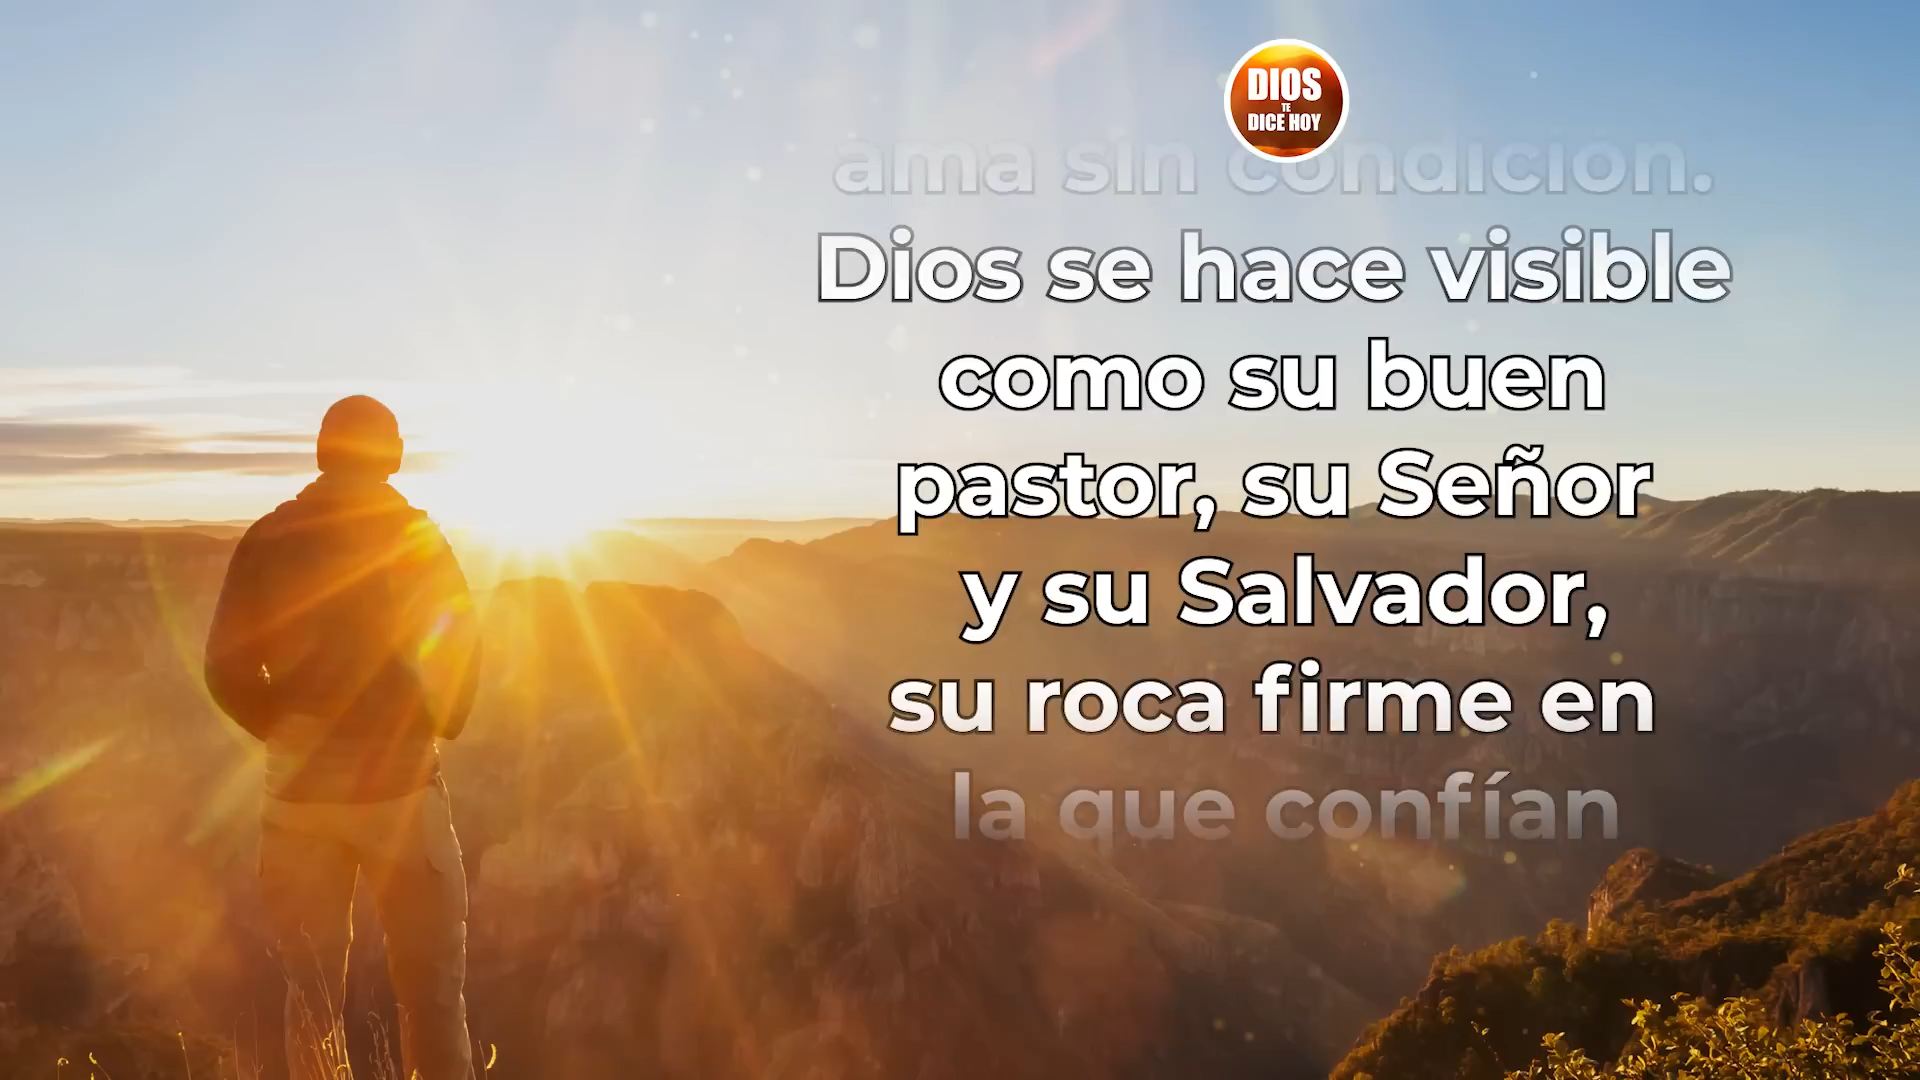 DIOS
TE
DICE HOY
ama sin condición.
Dios se hace visible
como su buen
pastor, su Señor
y su Salvador,
su roca firme en
la que confían